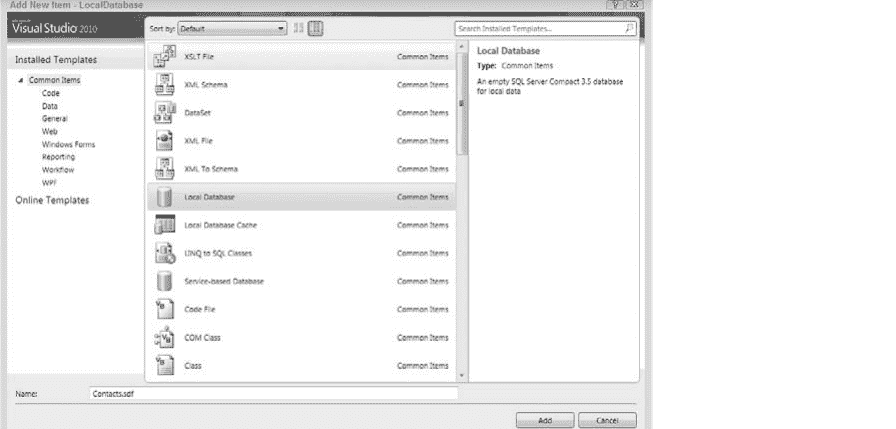 Add New Item - LocalDatabase
Visual Studio 2010
Sort by: Default
Search Installed Templates...
Installed Templates
Common Items
Code
Data
General
Web
Windows Forms
Reporting
Workflow
WPF
Online Templates
XSLT File Common Items
XML Schema Common Items
DataSet Common Items
XML File Common Items
XML To Schema Common Items
Local Database Common Items
Local Database Cache Common Items
LINQ to SQL Classes Common Items
Service-based Database Common Items
Code File Common Items
COM Class Common Items
Class Common Items
Local Database
Type: Common Items
An empty SQL Server Compact 3.5 database
for local data
Name: Contacts.sdf
Add Cancel